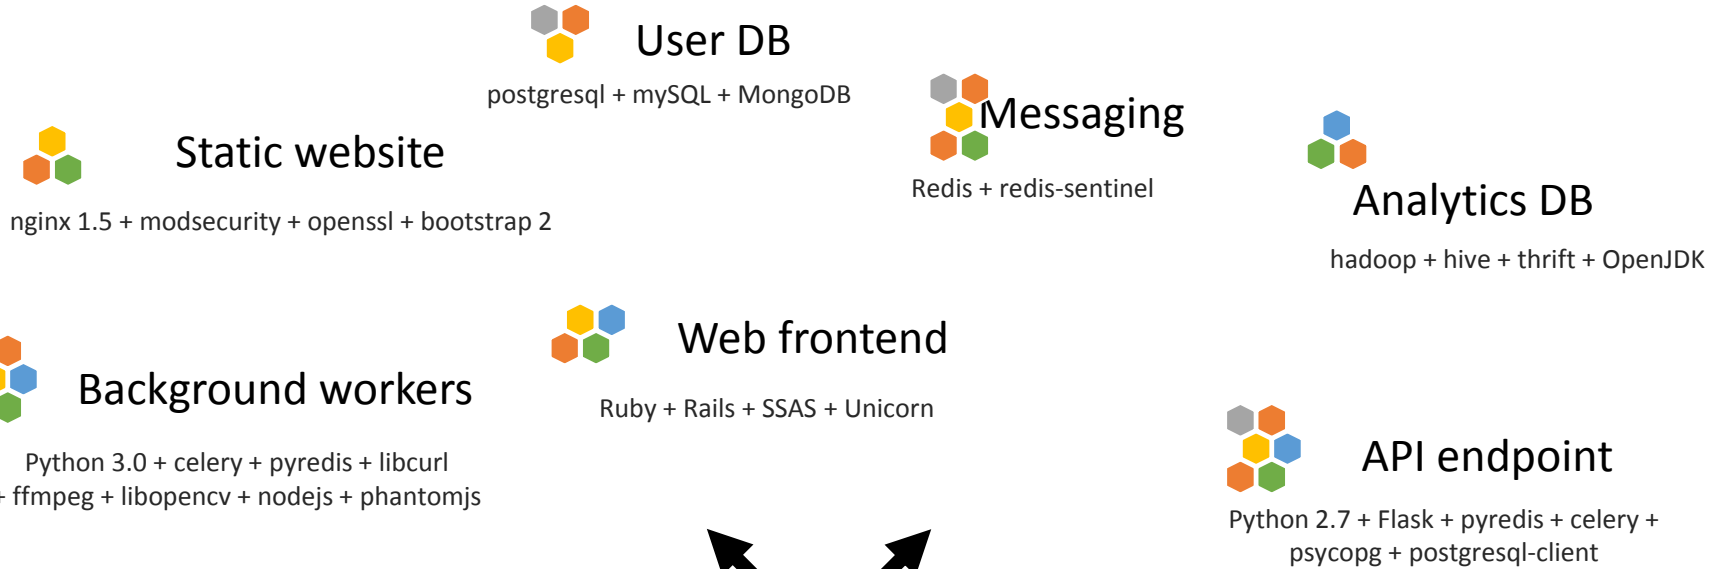 User DB
postgresql + mySQL + MongoDB
Messaging
Redis + redis-sentinel
Static website
nginx 1.5 + modsecurity + openssl + bootstrap 2
Analytics DB
hadoop + hive + thrift + OpenJDK
Web frontend
Ruby + Rails + SSAS + Unicorn
Background workers
Python 3.0 + celery + pyredis + libcurl
+ ffmpeg + libopencv + nodejs + phantomjs
API endpoint
Python 2.7 + Flask + pyredis + celery +
psycopg + postgresql-client